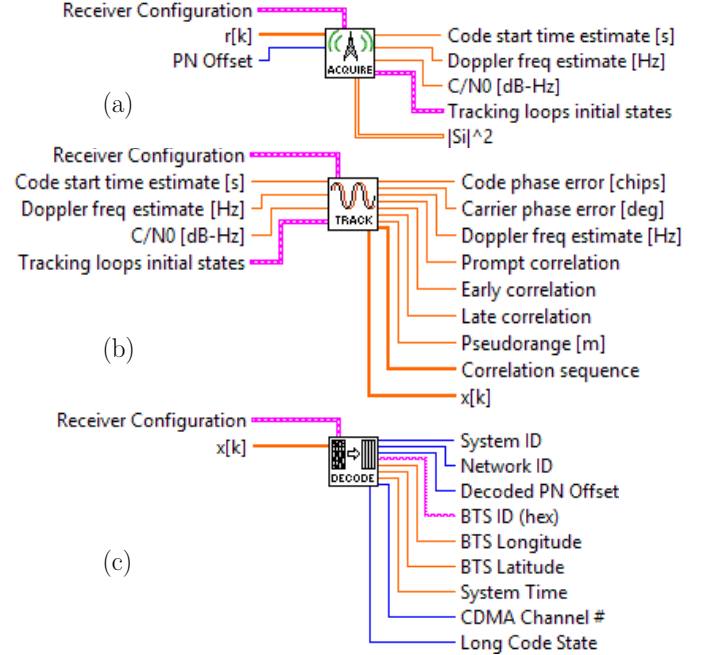 Receiver Configuration
r[k]
PN Offset
ACQUIRE
Code start time estimate [s]
Doppler freq estimate [Hz]
C/N0 [dB-Hz]
Tracking loops initial states
|Si|^2
(a)
Receiver Configuration
Code start time estimate [s]
Doppler freq estimate [Hz]
C/N0 [dB-Hz]
Tracking loops initial states
TRACK
Code phase error [chips]
Carrier phase error [deg]
Doppler freq estimate [Hz]
Prompt correlation
Early correlation
Late correlation
Pseudorange [m]
Correlation sequence
x[k]
(b)
Receiver Configuration
x[k]
DECODE
System ID
Network ID
Decoded PN Offset
BTS ID (hex)
BTS Longitude
BTS Latitude
System Time
CDMA Channel #
Long Code State
(c)